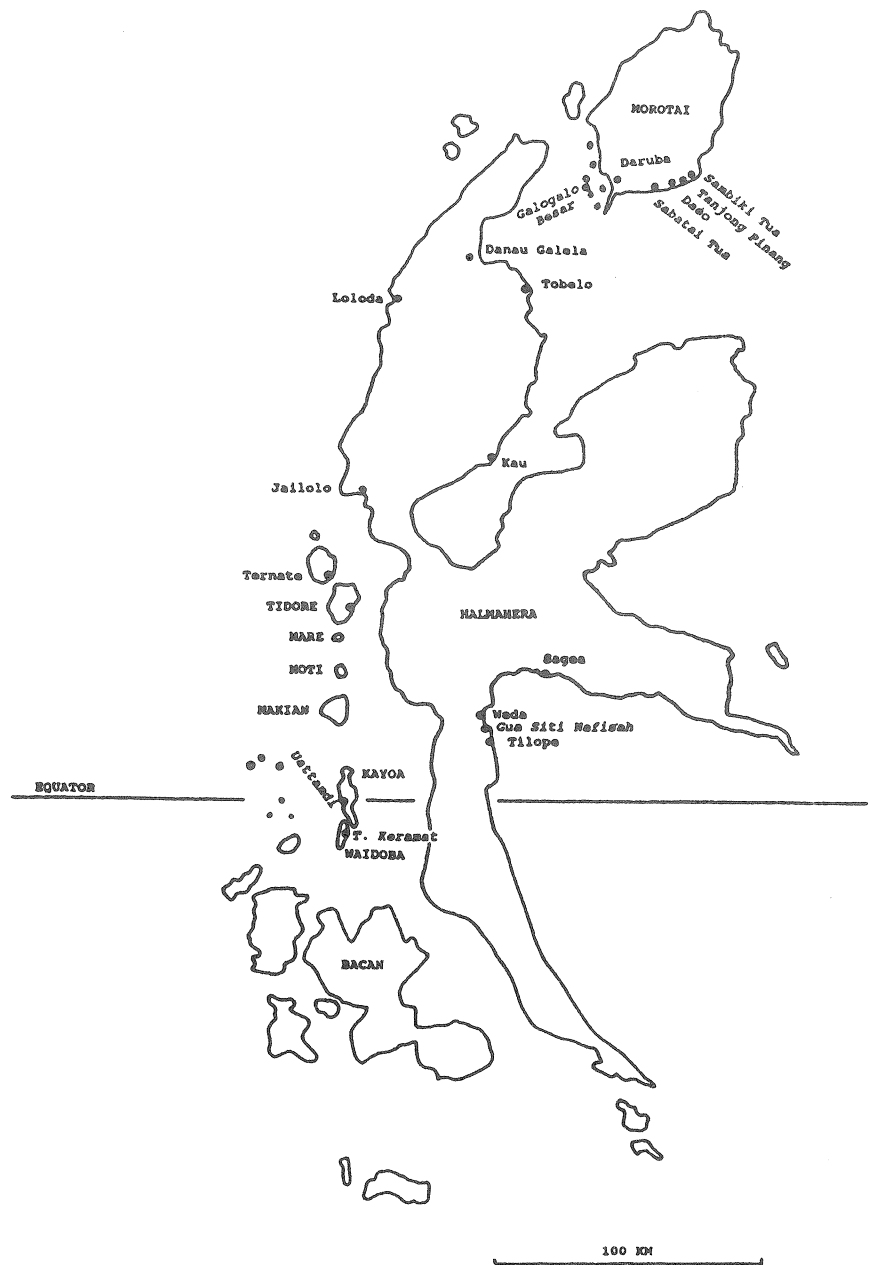 MOROTAI
Daruba
Sambiki Tua
Tanjong Pinang
Dao
Sabatai Tua
Galogalo
Besar
Danau Galela
Tobelo
Loloda
Kau
Jailolo
Ternate
TIDORE
HALMAHERA
MARE
Sagea
MOTI
MAKIAN
Weda
Gua Siti Nafisah
Tilope
Uattamdi
KAYOA
EQUATOR
T. Keramat
WAIDOBA
BACAN
100 KM